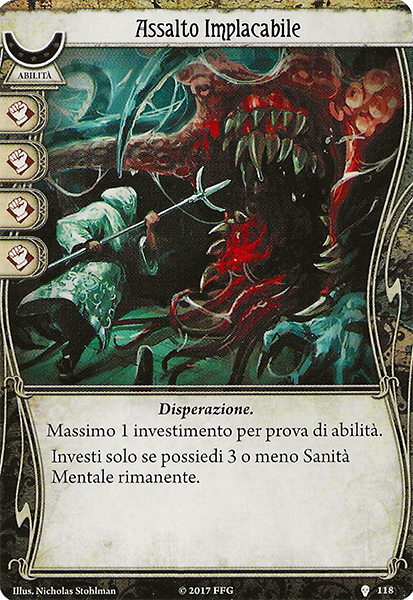 Assalto Implacabile
ABILITÀ
Disperazione.
Massimo 1 investimento per prova di abilità.
Investi solo se possiedi 3 o meno Sanità
Mentale rimanente.
Illus. Nicholas Stohlman © 2017 FFG 118